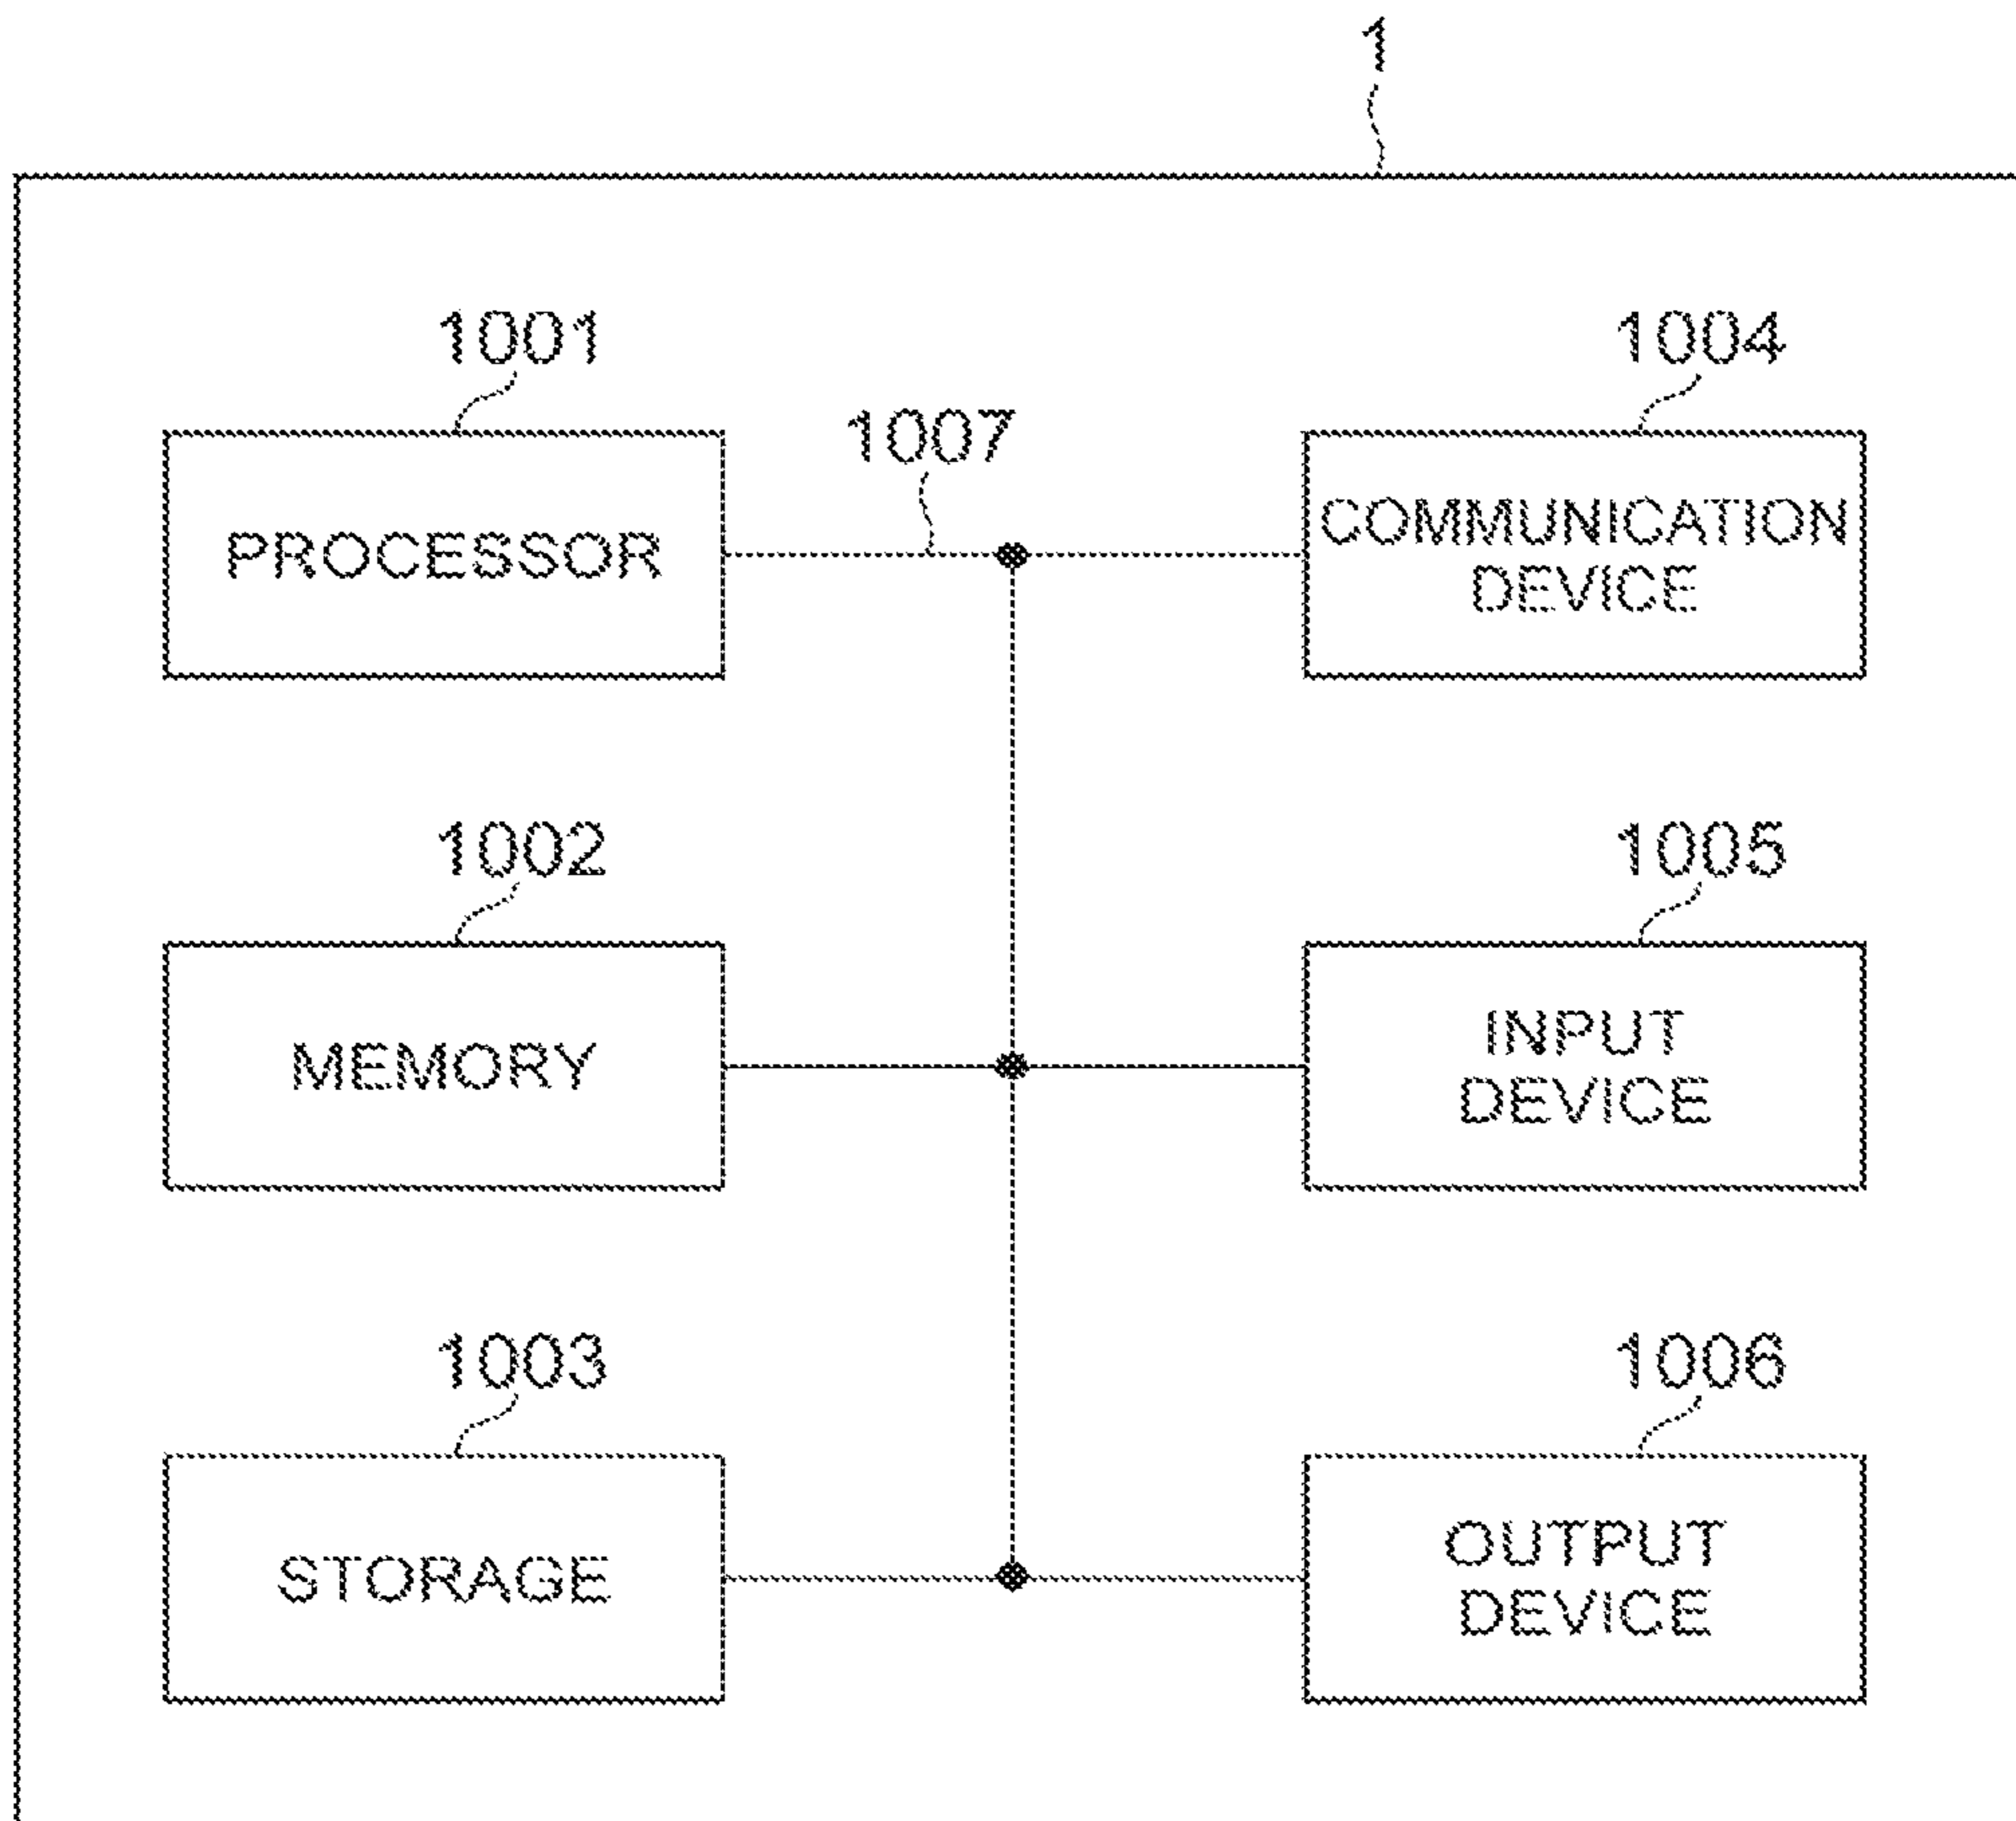 1
1001
1004
1007
PROCESSOR
COMMUNICATION
DEVICE
1002
1005
MEMORY
INPUT
DEVICE
1003
1006
STORAGE
OUTPUT
DEVICE